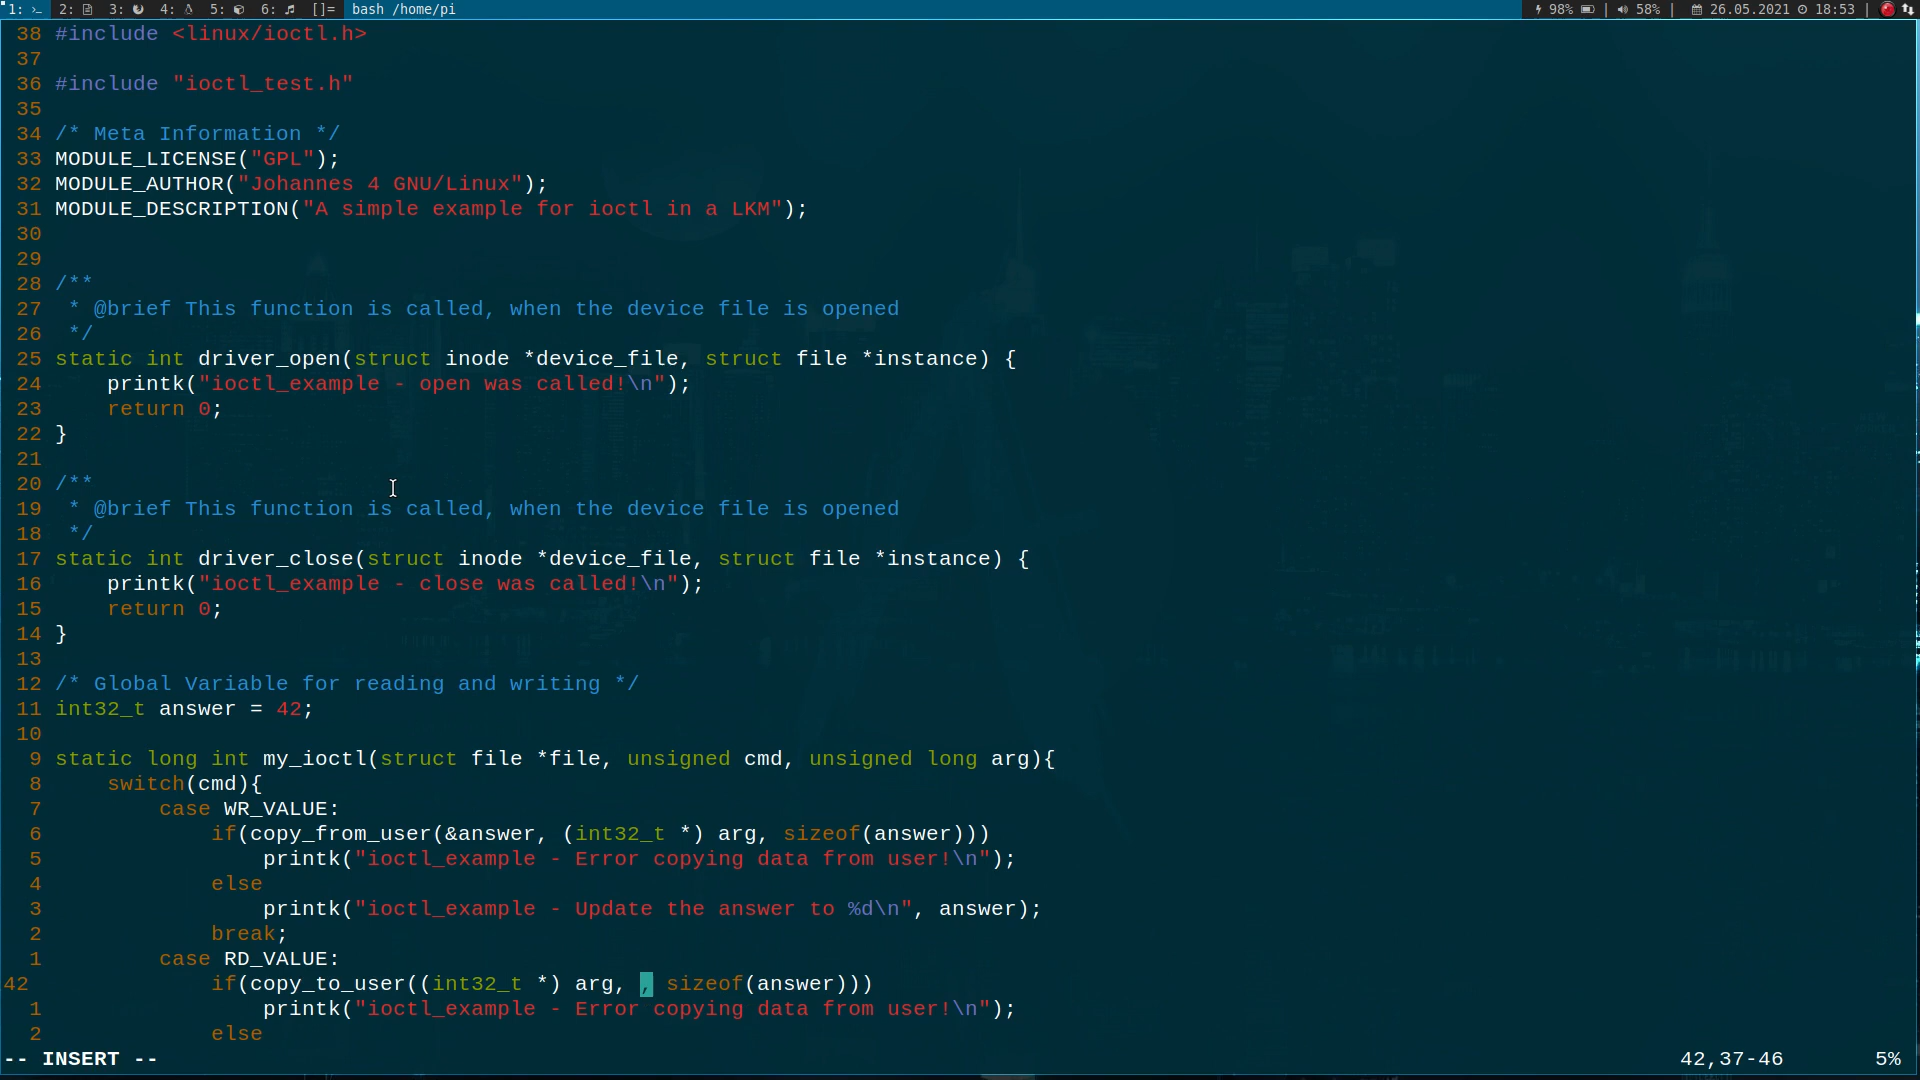 1: 2: 3: 4: 5: 6: []= bash /home/pi 98% | 58% | 26.05.2021 18:53 |
38 #include <linux/ioctl.h>
37
36 #include "ioctl_test.h"
35
34 /* Meta Information */
33 MODULE_LICENSE("GPL");
32 MODULE_AUTHOR("Johannes 4 GNU/Linux");
31 MODULE_DESCRIPTION("A simple example for ioctl in a LKM");
30
29
28 /**
27  * @brief This function is called, when the device file is opened
26  */
25 static int driver_open(struct inode *device_file, struct file *instance) {
24     printk("ioctl_example - open was called!\n");
23     return 0;
22 }
21
20 /**
19  * @brief This function is called, when the device file is opened
18  */
17 static int driver_close(struct inode *device_file, struct file *instance) {
16     printk("ioctl_example - close was called!\n");
15     return 0;
14 }
13
12 /* Global Variable for reading and writing */
11 int32_t answer = 42;
10
9 static long int my_ioctl(struct file *file, unsigned cmd, unsigned long arg){
8     switch(cmd){
7         case WR_VALUE:
6             if(copy_from_user(&answer, (int32_t *) arg, sizeof(answer)))
5                 printk("ioctl_example - Error copying data from user!\n");
4             else
3                 printk("ioctl_example - Update the answer to %d\n", answer);
2             break;
1         case RD_VALUE:
42             if(copy_to_user((int32_t *) arg, , sizeof(answer)))
1                 printk("ioctl_example - Error copying data from user!\n");
2             else
-- INSERT -- 42,37-46 5%